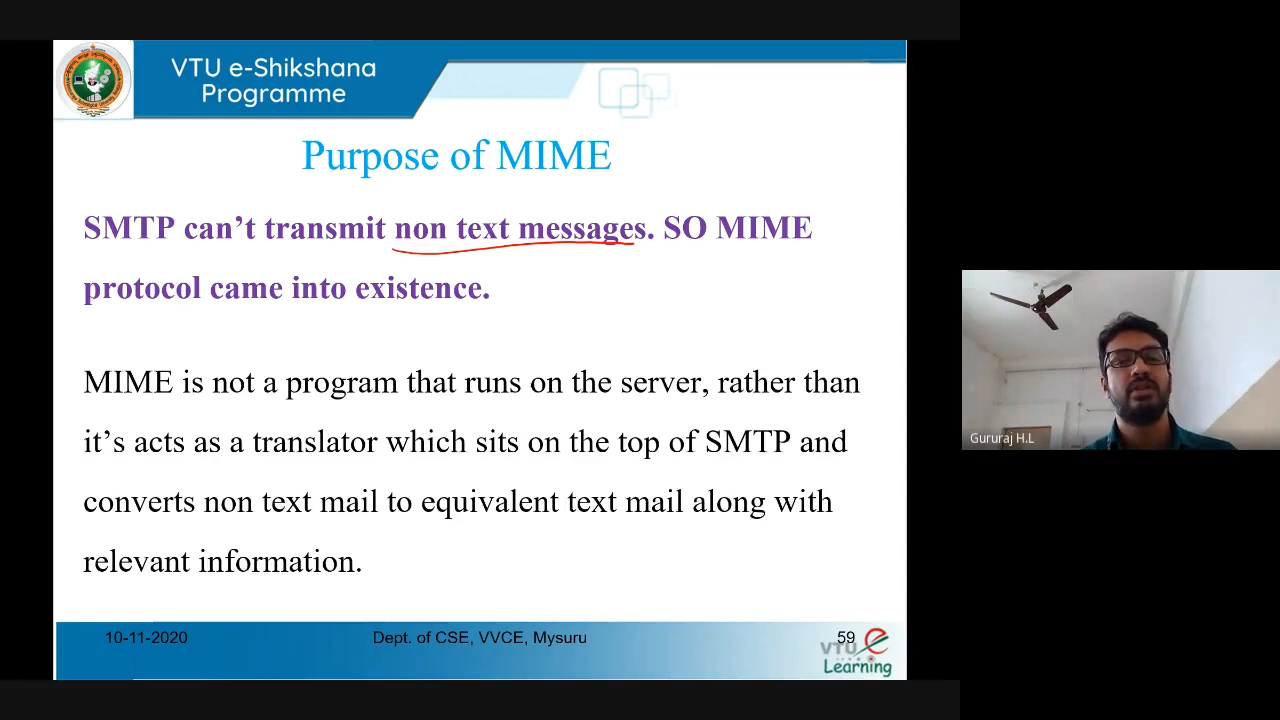 VTU e-Shikshana
Programme
Purpose of MIME
SMTP can’t transmit non text messages. SO MIME
protocol came into existence.
MIME is not a program that runs on the server, rather than
it’s acts as a translator which sits on the top of SMTP and
converts non text mail to equivalent text mail along with
relevant information.
10-11-2020 Dept. of CSE, VVCE, Mysuru 59
VTU e
Learning
Gururaj H.L